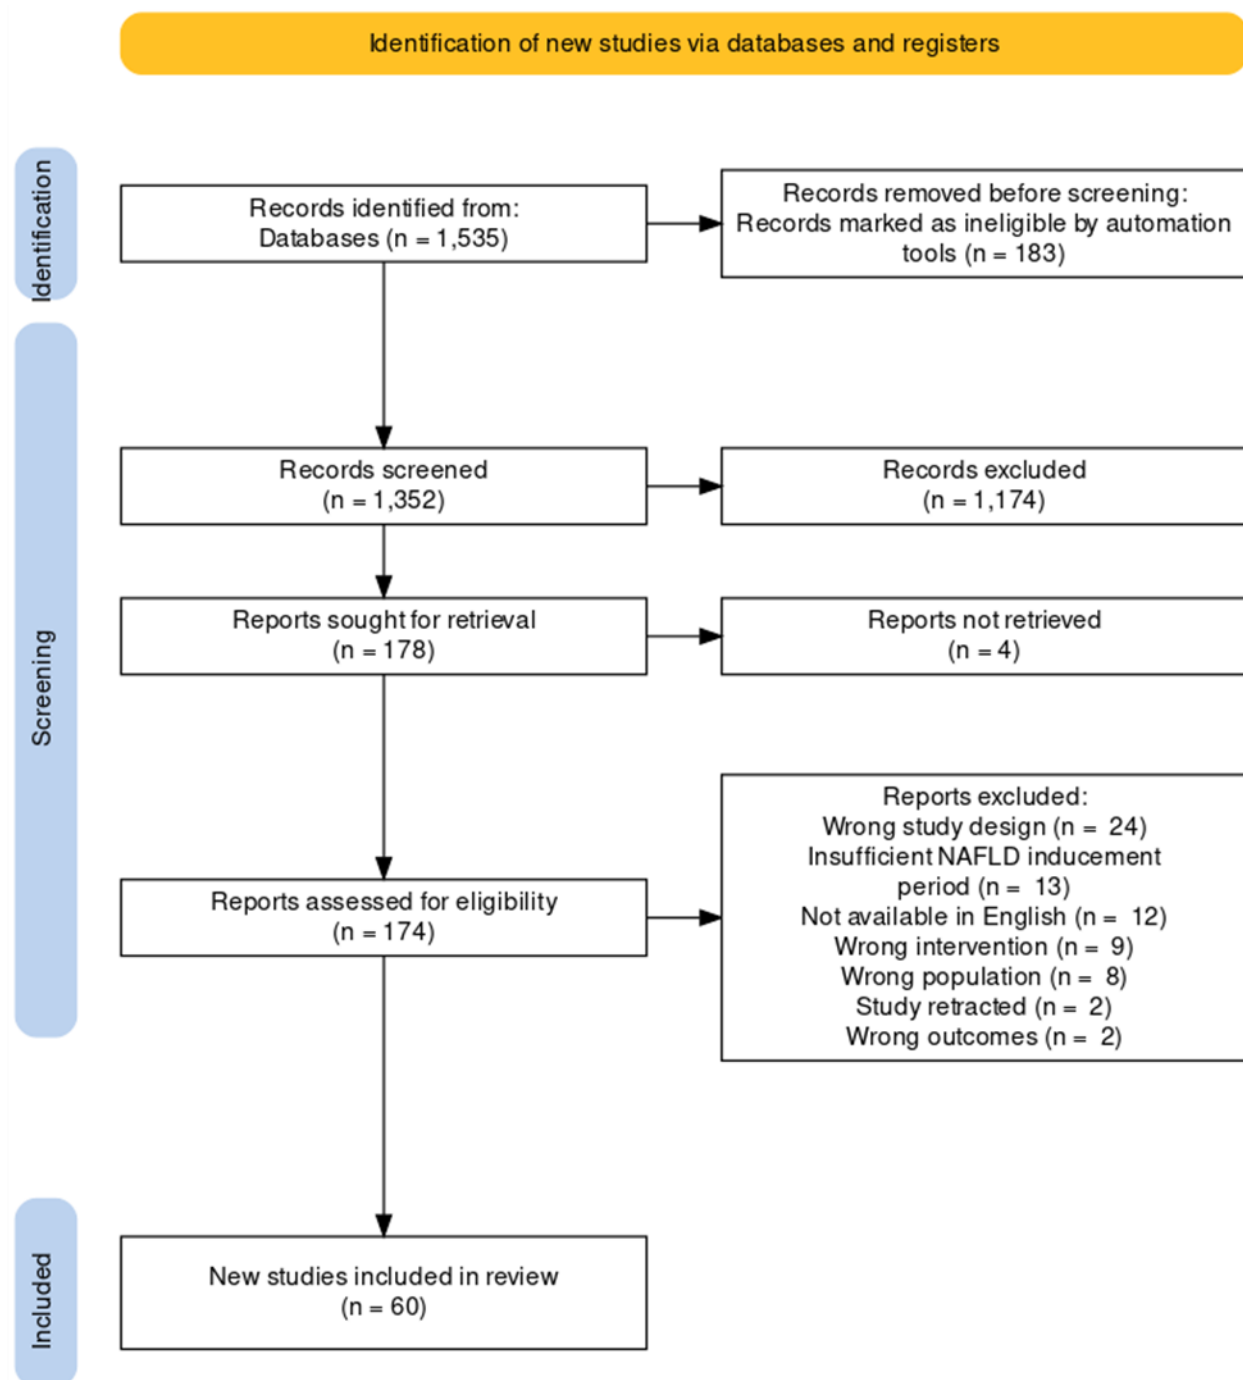 Identification of new studies via databases and registers
Identification
Records identified from:
Databases (n = 1,535)
Records removed before screening:
Records marked as ineligible by automation
tools (n = 183)
Screening
Records screened
(n = 1,352)
Records excluded
(n = 1,174)
Reports sought for retrieval
(n = 178)
Reports not retrieved
(n = 4)
Reports assessed for eligibility
(n = 174)
Reports excluded:
Wrong study design (n = 24)
Insufficient NAFLD inducement
period (n = 13)
Not available in English (n = 12)
Wrong intervention (n = 9)
Wrong population (n = 8)
Study retracted (n = 2)
Wrong outcomes (n = 2)
Included
New studies included in review
(n = 60)